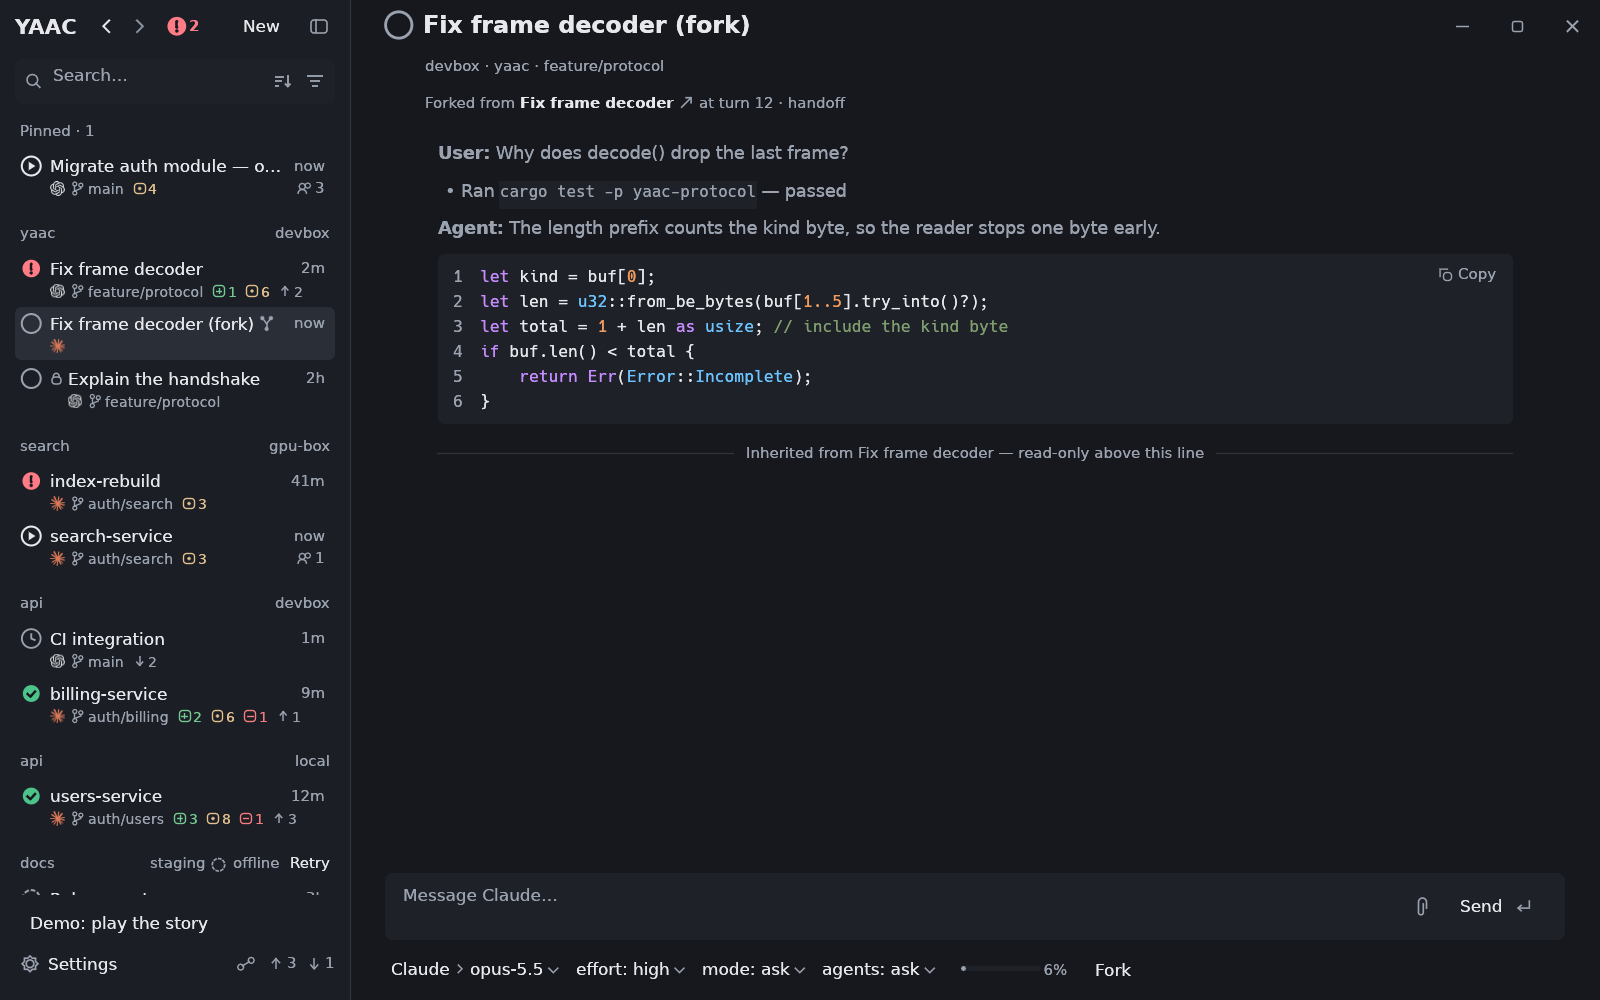 YAAC
2
New
Search…
Pinned · 1
Migrate auth module — o… now
main 4 3
yaac devbox
Fix frame decoder 2m
feature/protocol 1 6 2
Fix frame decoder (fork) now
Explain the handshake 2h
feature/protocol
search gpu-box
index-rebuild 41m
auth/search 3
search-service now
auth/search 3 1
api devbox
CI integration 1m
main 2
billing-service 9m
auth/billing 2 6 1 1
api local
users-service 12m
auth/users 3 8 1 3
docs staging offline Retry
Demo: play the story
Settings 3 1
Fix frame decoder (fork)
devbox · yaac · feature/protocol
Forked from Fix frame decoder ↗ at turn 12 · handoff
User: Why does decode() drop the last frame?
• Ran cargo test -p yaac-protocol — passed
Agent: The length prefix counts the kind byte, so the reader stops one byte early.
Copy
1 let kind = buf[0];
2 let len = u32::from_be_bytes(buf[1..5].try_into()?);
3 let total = 1 + len as usize; // include the kind byte
4 if buf.len() < total {
5     return Err(Error::Incomplete);
6 }
Inherited from Fix frame decoder — read-only above this line
Message Claude…
Send
Claude opus-5.5 effort: high mode: ask agents: ask 6% Fork